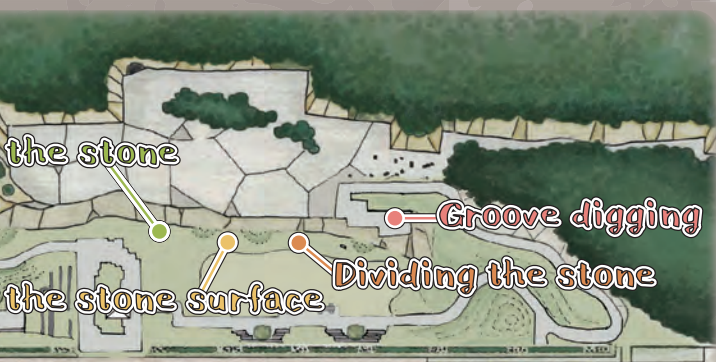 the stone
Groove digging
Dividing the stone
the stone surface